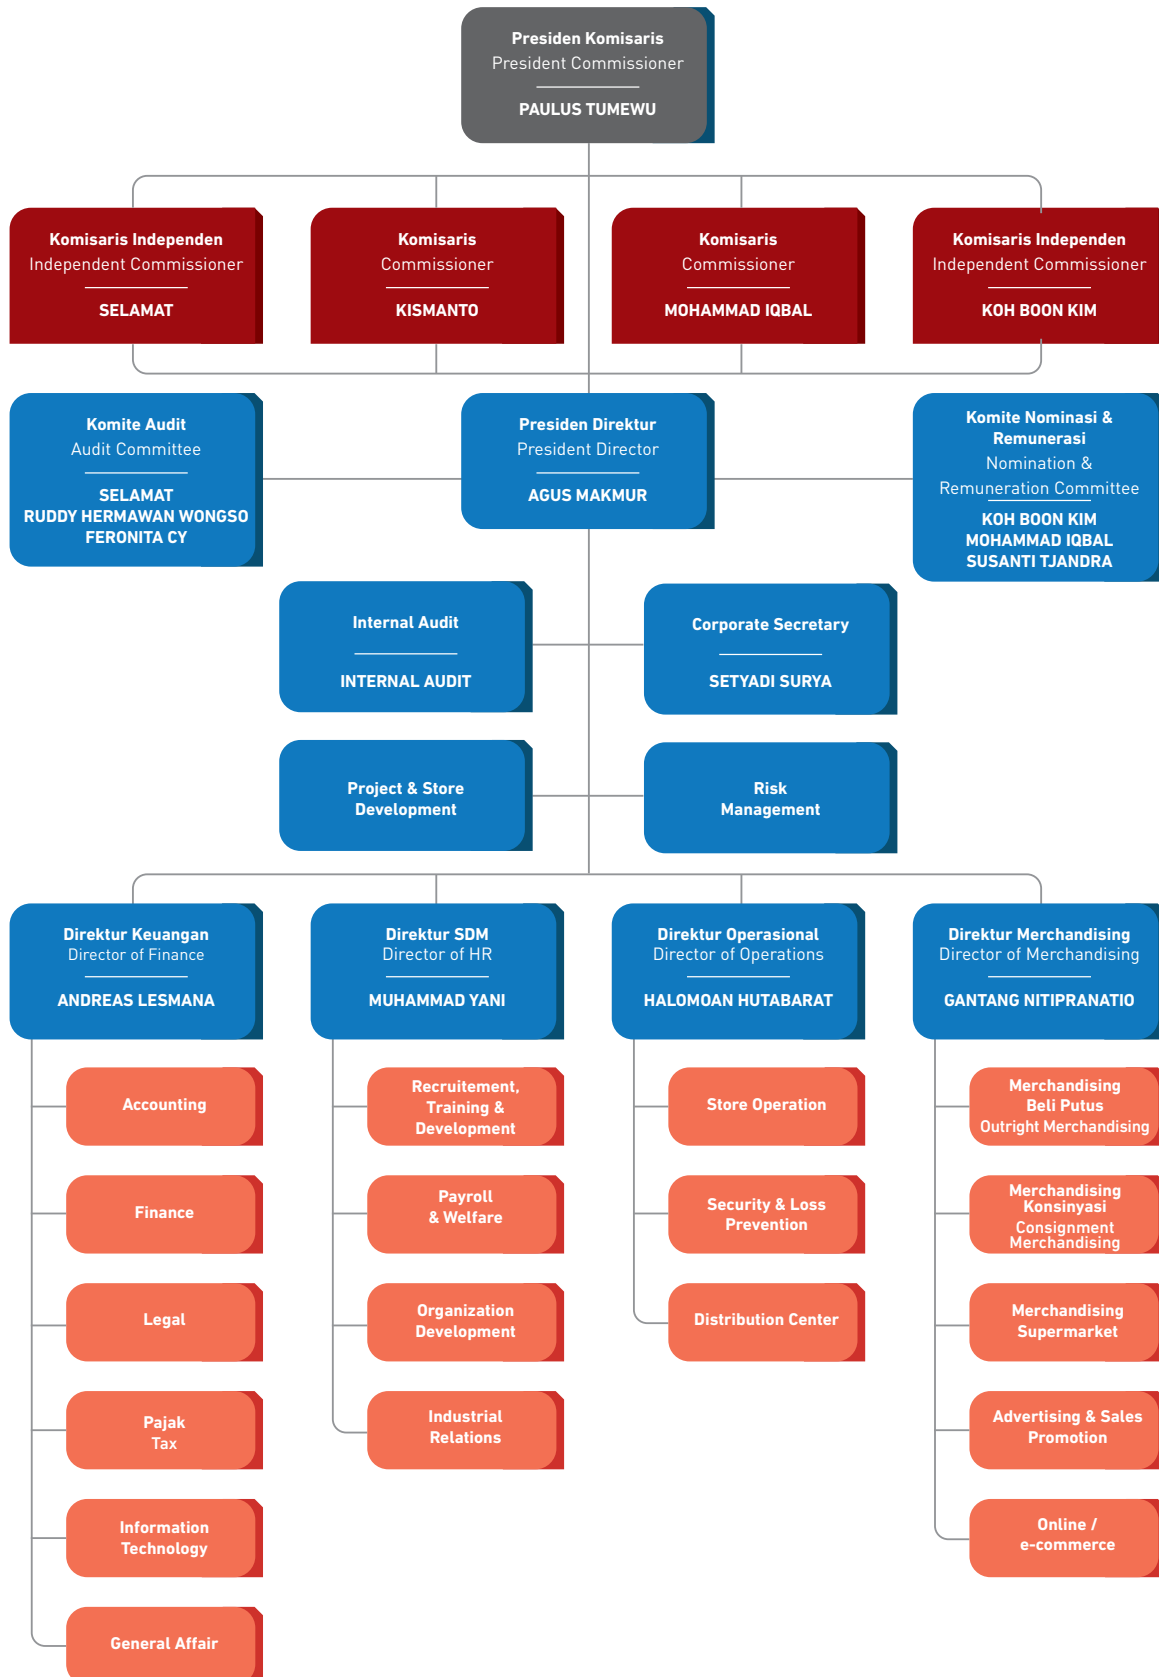 Presiden Komisaris
President Commissioner
PAULUS TUMEWU
Komisaris Independen
Independent Commissioner
SELAMAT
Komisaris
Commissioner
KISMANTO
Komisaris
Commissioner
MOHAMMAD IQBAL
Komisaris Independen
Independent Commissioner
KOH BOON KIM
Komite Audit
Audit Committee
SELAMAT
RUDDY HERMAWAN WONGSO
FERONITA CY
Presiden Direktur
President Director
AGUS MAKMUR
Komite Nominasi &
Remunerasi
Nomination &
Remuneration Committee
KOH BOON KIM
MOHAMMAD IQBAL
SUSANTI TJANDRA
Internal Audit
INTERNAL AUDIT
Corporate Secretary
SETYADI SURYA
Project & Store
Development
Risk
Management
Direktur Keuangan
Director of Finance
ANDREAS LESMANA
Direktur SDM
Director of HR
MUHAMMAD YANI
Direktur Operasional
Director of Operations
HALOMOAN HUTABARAT
Direktur Merchandising
Director of Merchandising
GANTANG NITIPRANATIO
Accounting
Finance
Legal
Pajak
Tax
Information
Technology
General Affair
Recruitement,
Training &
Development
Payroll
& Welfare
Organization
Development
Industrial
Relations
Store Operation
Security & Loss
Prevention
Distribution Center
Merchandising
Beli Putus
Outright Merchandising
Merchandising
Konsinyasi
Consignment
Merchandising
Merchandising
Supermarket
Advertising & Sales
Promotion
Online /
e-commerce